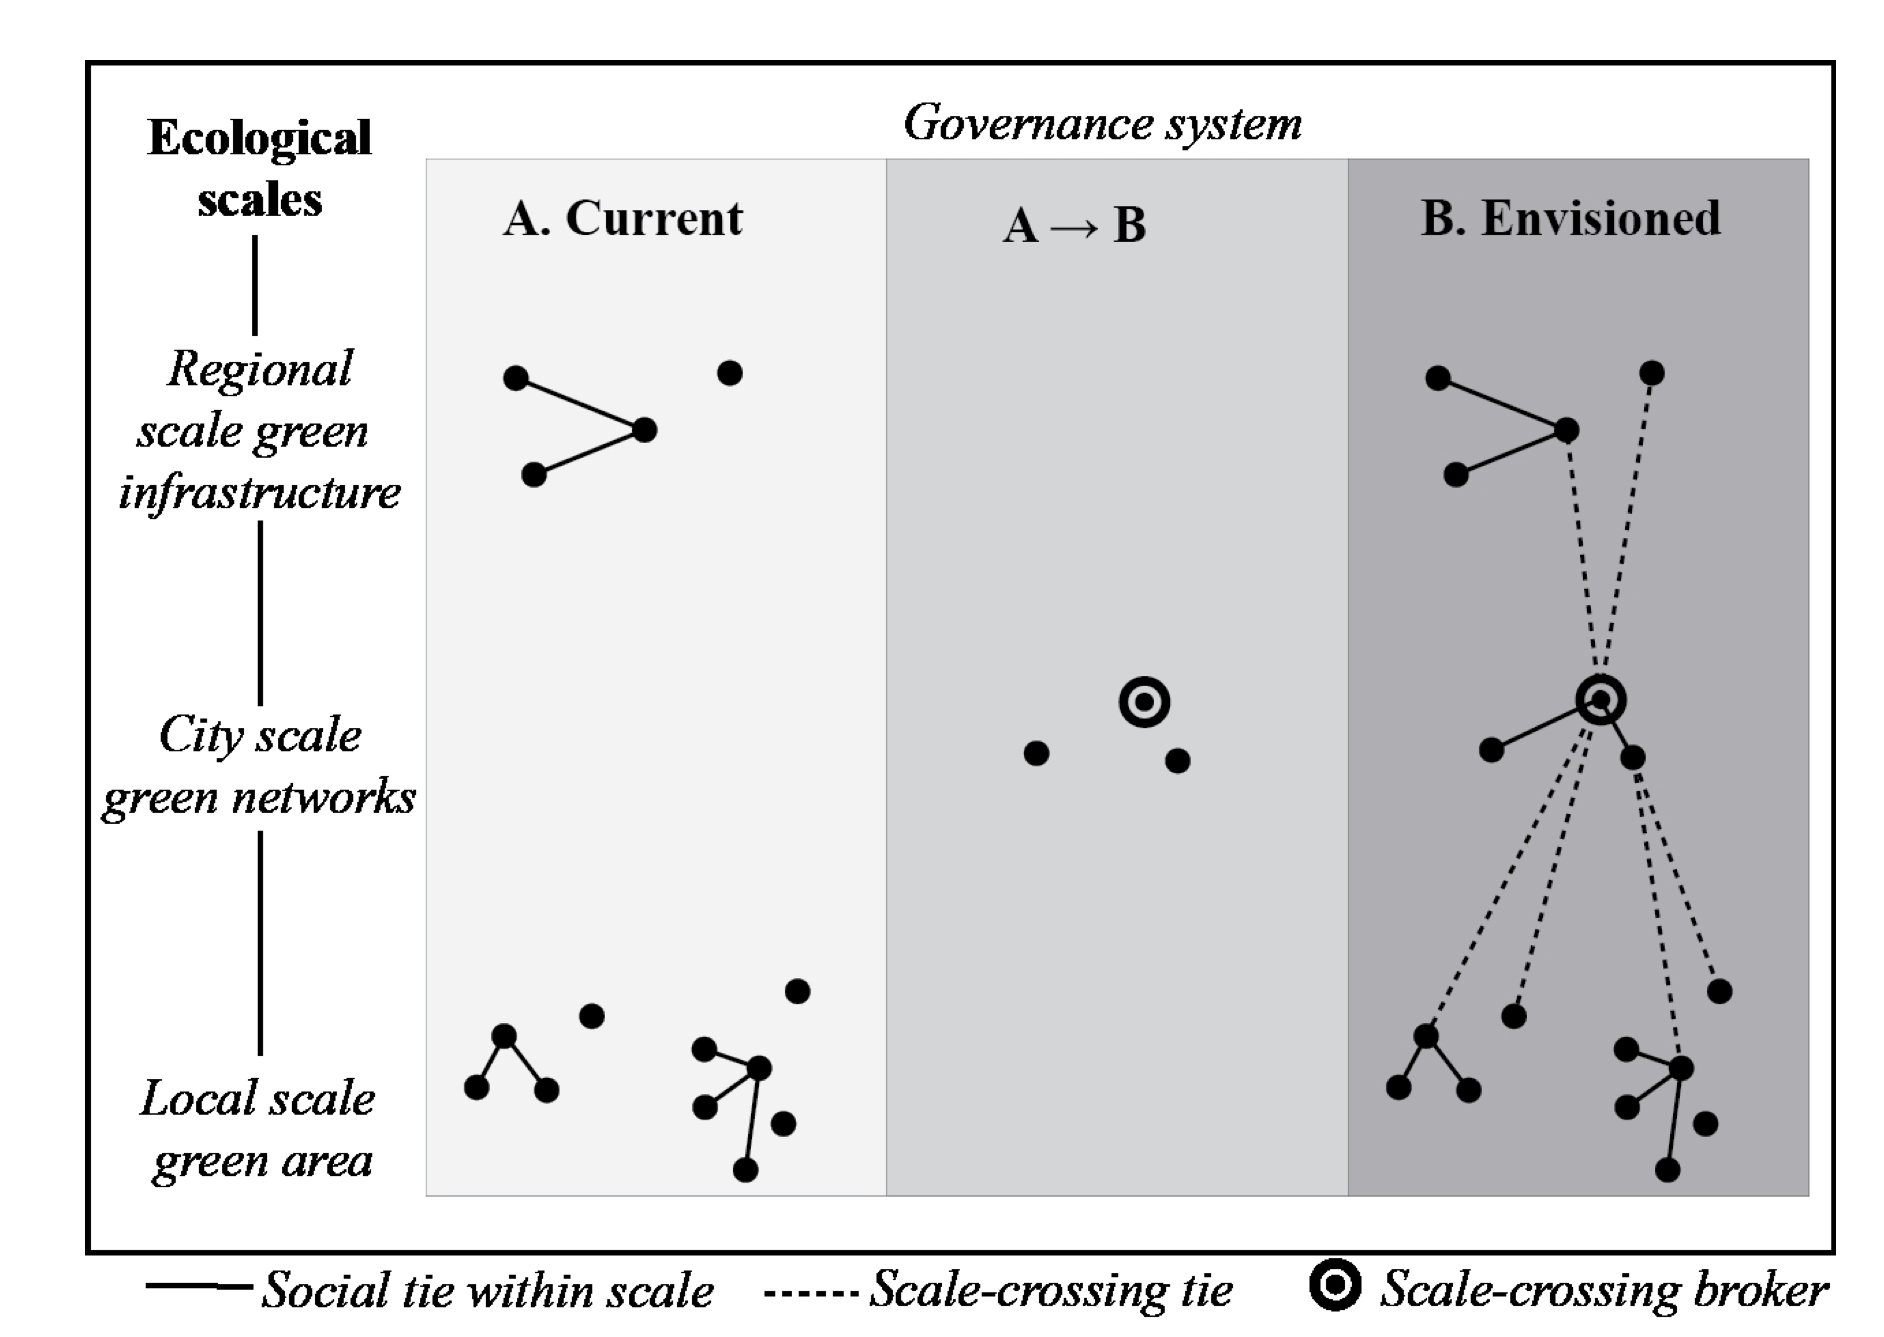 Governance system
Ecological
scales
A. Current
A → B
B. Envisioned
Regional
scale green
infrastructure
City scale
green networks
Local scale
green area
Social tie within scale
Scale-crossing tie
Scale-crossing broker